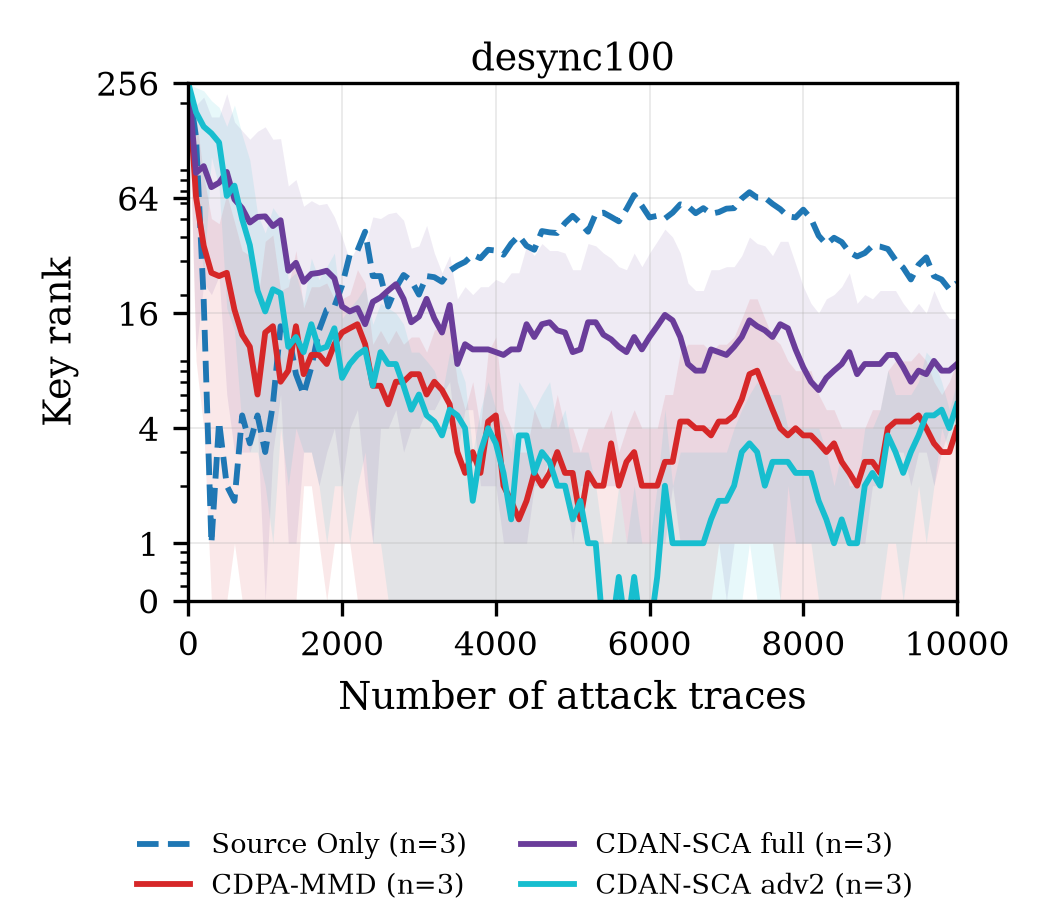 desync100
256
64
16
4
1
0
Key rank
0 2000 4000 6000 8000 10000
Number of attack traces
Source Only (n=3)
CDPA-MMD (n=3)
CDAN-SCA full (n=3)
CDAN-SCA adv2 (n=3)